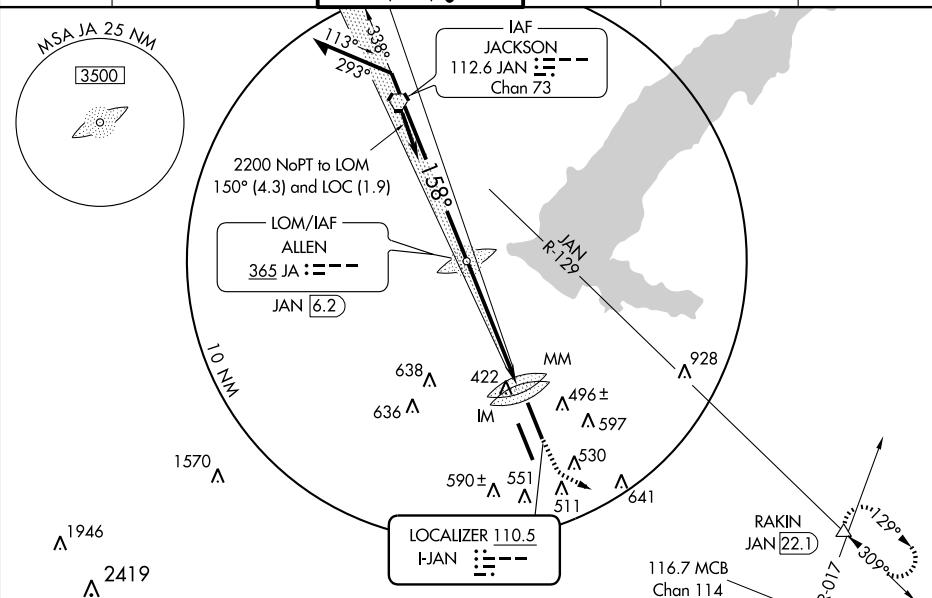 MSA JA 25 NM
3500
113°
293°
338°
IAF
JACKSON
112.6 JAN
Chan 73
2200 NoPT to LOM
150° (4.3) and LOC (1.9)
158°
LOM/IAF
ALLEN
365 JA
JAN 6.2
JAN
R-129
10 NM
MM
IM
928
638
422
496±
636
597
1570
530
590±
551
511
641
LOCALIZER 110.5
I-JAN
RAKIN
JAN 22.1
129°
309°
1946
2419
116.7 MCB
Chan 114
R-017